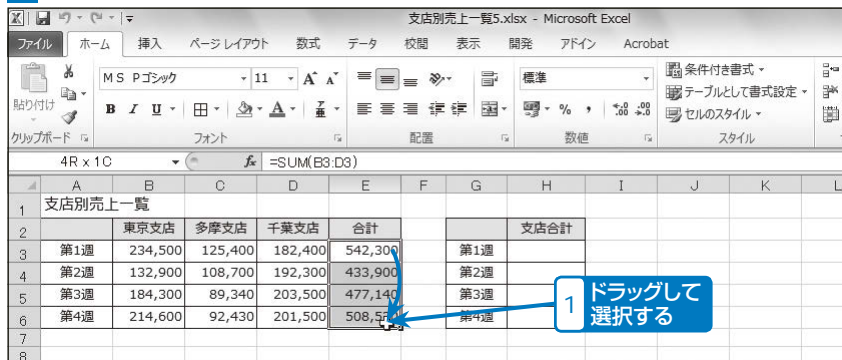 支店別売上一覧5.xlsx - Microsoft Excel
ファイル ホーム 挿入 ページ レイアウト 数式 データ 校閲 表示 開発 アドイン Acrobat
MS Pゴシック 11 A A 標準 条件付き書式
貼り付け B I U A % , テーブルとして書式設定
セルのスタイル
クリップボード フォント 配置 数値 スタイル
4R x 1C fx =SUM(B3:D3)
A B C D E F G H I J K L
1 支店別売上一覧
2 東京支店 多摩支店 千葉支店 合計 支店合計
3 第1週 234,500 125,400 182,400 542,300 第1週
4 第2週 132,900 108,700 192,300 433,900 第2週
5 第3週 184,300 89,340 203,500 477,140 第3週
6 第4週 214,600 92,430 201,500 第4週
7
8
1 ドラッグして
選択する